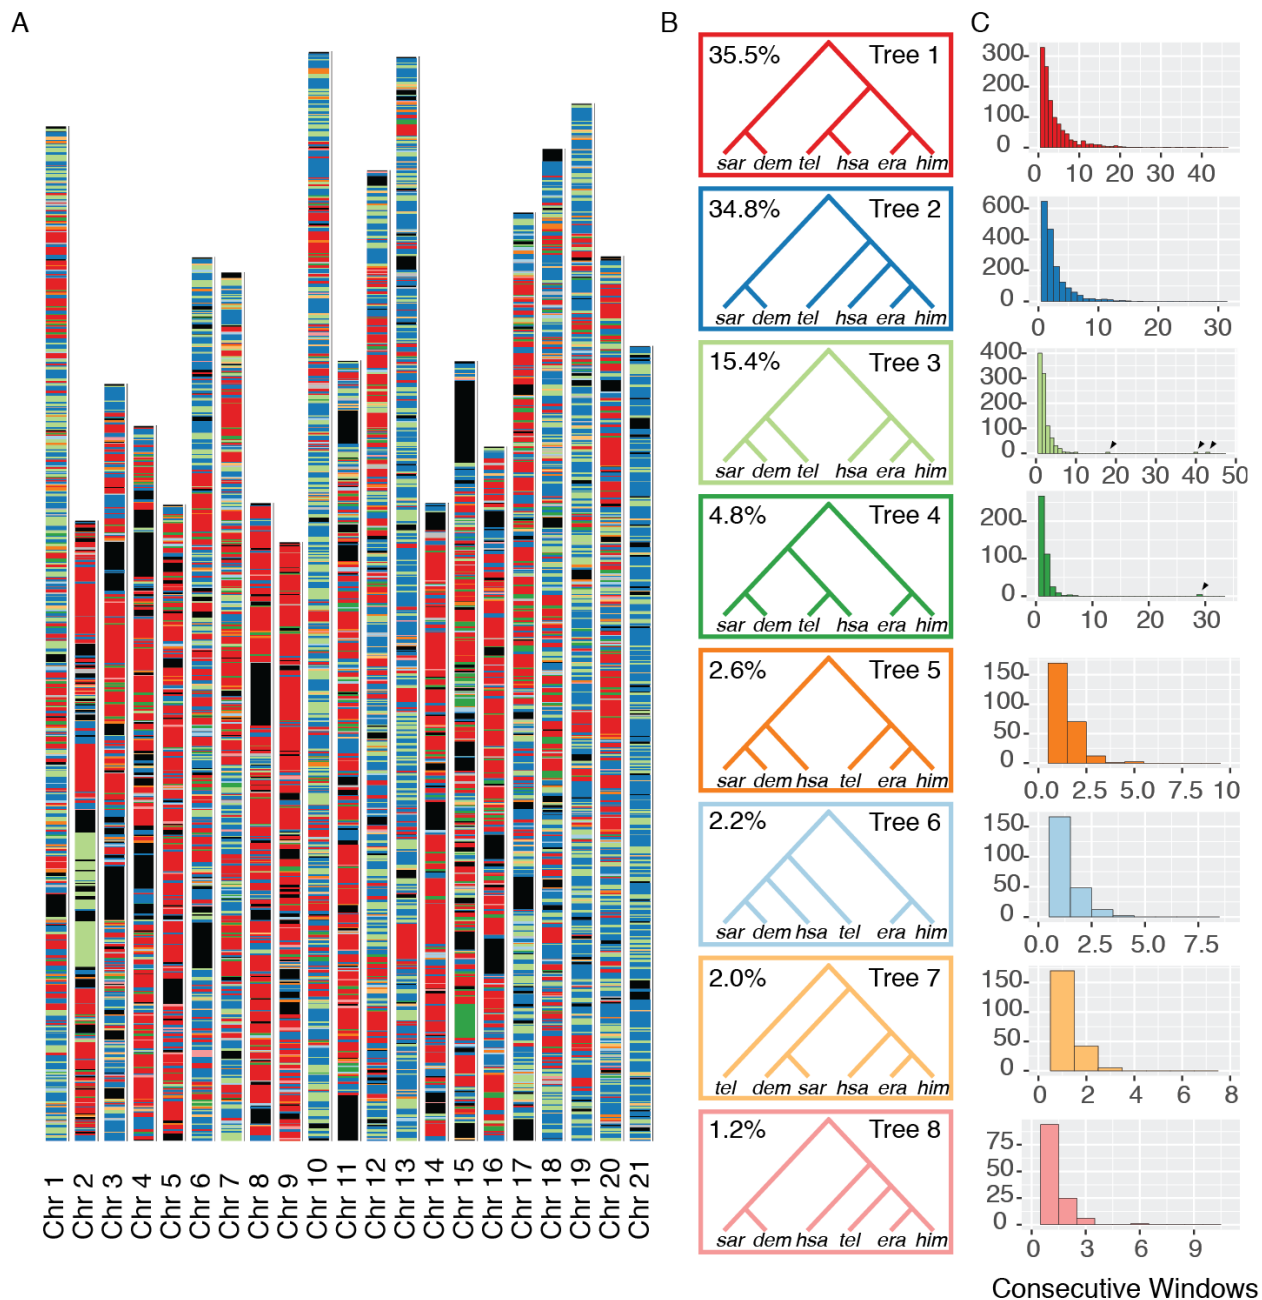 A
B
C
Chr 1
Chr 2
Chr 3
Chr 4
Chr 5
Chr 6
Chr 7
Chr 8
Chr 9
Chr 10
Chr 11
Chr 12
Chr 13
Chr 14
Chr 15
Chr 16
Chr 17
Chr 18
Chr 19
Chr 20
Chr 21
35.5% Tree 1
sar dem tel hsa era him
300
200
100
0
0 10 20 30 40
34.8% Tree 2
sar dem tel hsa era him
600
400
200
0
0 10 20 30
15.4% Tree 3
sar dem tel hsa era him
400
300
200
100
0
0 10 20 30 40 50
4.8% Tree 4
sar dem tel hsa era him
200
100
0
0 10 20 30
2.6% Tree 5
sar dem hsa tel era him
150
100
50
0
0.0 2.5 5.0 7.5 10
2.2% Tree 6
sar dem hsa tel era him
150
100
50
0
0.0 2.5 5.0 7.5
2.0% Tree 7
tel dem sar hsa era him
150
100
50
0
0 2 4 6 8
1.2% Tree 8
sar dem hsa tel era him
75
50
25
0
0 3 6 9
Consecutive Windows